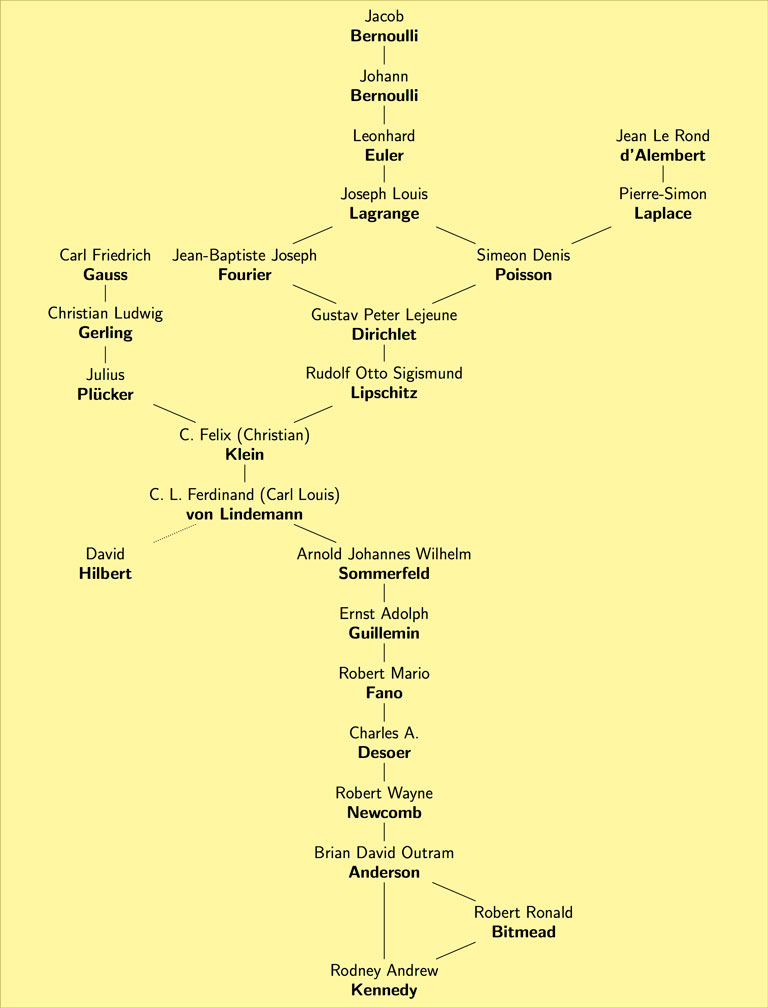 Jacob
Bernoulli
Johann
Bernoulli
Leonhard
Euler
Jean Le Rond
d'Alembert
Joseph Louis
Lagrange
Pierre-Simon
Laplace
Carl Friedrich
Gauss
Jean-Baptiste Joseph
Fourier
Simeon Denis
Poisson
Christian Ludwig
Gerling
Gustav Peter Lejeune
Dirichlet
Julius
Plücker
Rudolf Otto Sigismund
Lipschitz
C. Felix (Christian)
Klein
C. L. Ferdinand (Carl Louis)
von Lindemann
David
Hilbert
Arnold Johannes Wilhelm
Sommerfeld
Ernst Adolph
Guillemin
Robert Mario
Fano
Charles A.
Desoer
Robert Wayne
Newcomb
Brian David Outram
Anderson
Robert Ronald
Bitmead
Rodney Andrew
Kennedy